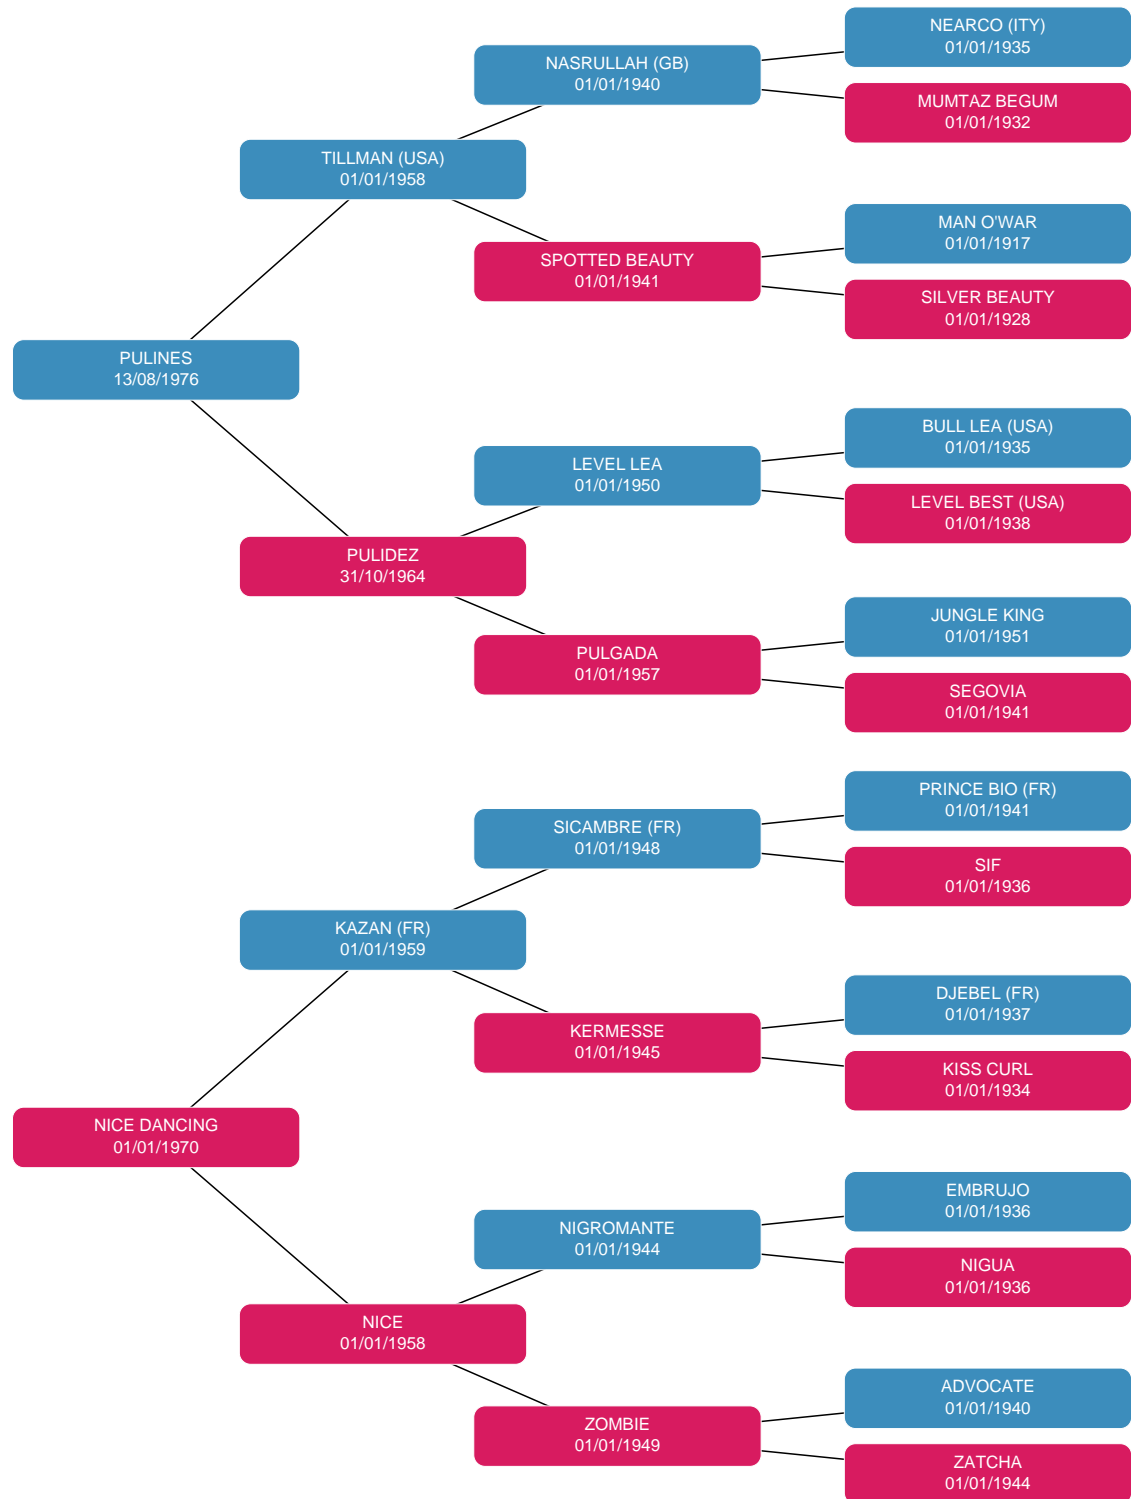 NEARCO (ITY)
01/01/1935
NASRULLAH (GB)
01/01/1940
MUMTAZ BEGUM
01/01/1932
TILLMAN (USA)
01/01/1958
MAN O'WAR
01/01/1917
SPOTTED BEAUTY
01/01/1941
SILVER BEAUTY
01/01/1928
PULINES
13/08/1976
BULL LEA (USA)
01/01/1935
LEVEL LEA
01/01/1950
LEVEL BEST (USA)
01/01/1938
PULIDEZ
31/10/1964
JUNGLE KING
01/01/1951
PULGADA
01/01/1957
SEGOVIA
01/01/1941
PRINCE BIO (FR)
01/01/1941
SICAMBRE (FR)
01/01/1948
SIF
01/01/1936
KAZAN (FR)
01/01/1959
DJEBEL (FR)
01/01/1937
KERMESSE
01/01/1945
KISS CURL
01/01/1934
NICE DANCING
01/01/1970
EMBRUJO
01/01/1936
NIGROMANTE
01/01/1944
NIGUA
01/01/1936
NICE
01/01/1958
ADVOCATE
01/01/1940
ZOMBIE
01/01/1949
ZATCHA
01/01/1944